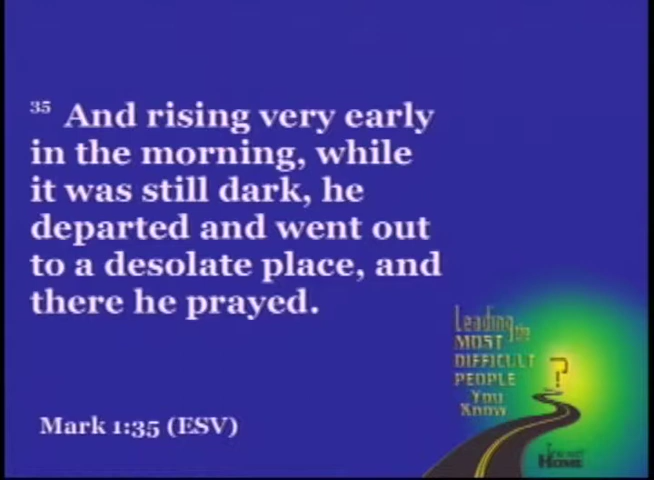 35 And rising very early
in the morning, while
it was still dark, he
departed and went out
to a desolate place, and
there he prayed.
Leading the
MOST
DIFFICULT
PEOPLE
You
Know
?
HOME
Mark 1:35 (ESV)